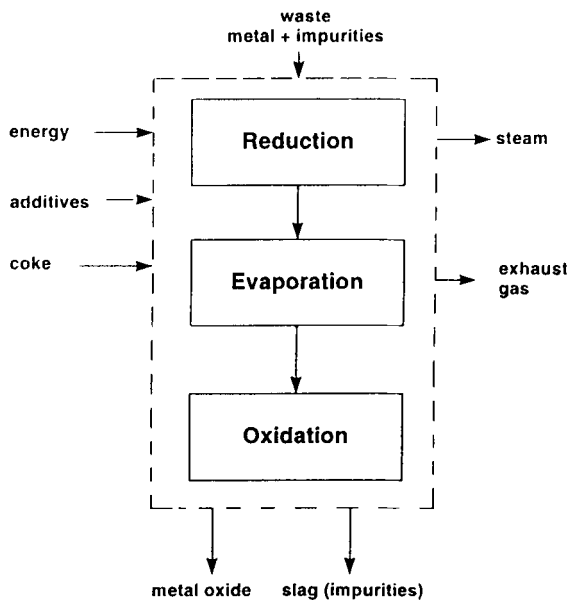 waste
metal + impurities
energy
Reduction
steam
additives
coke
Evaporation
exhaust
gas
Oxidation
metal oxide
slag (impurities)